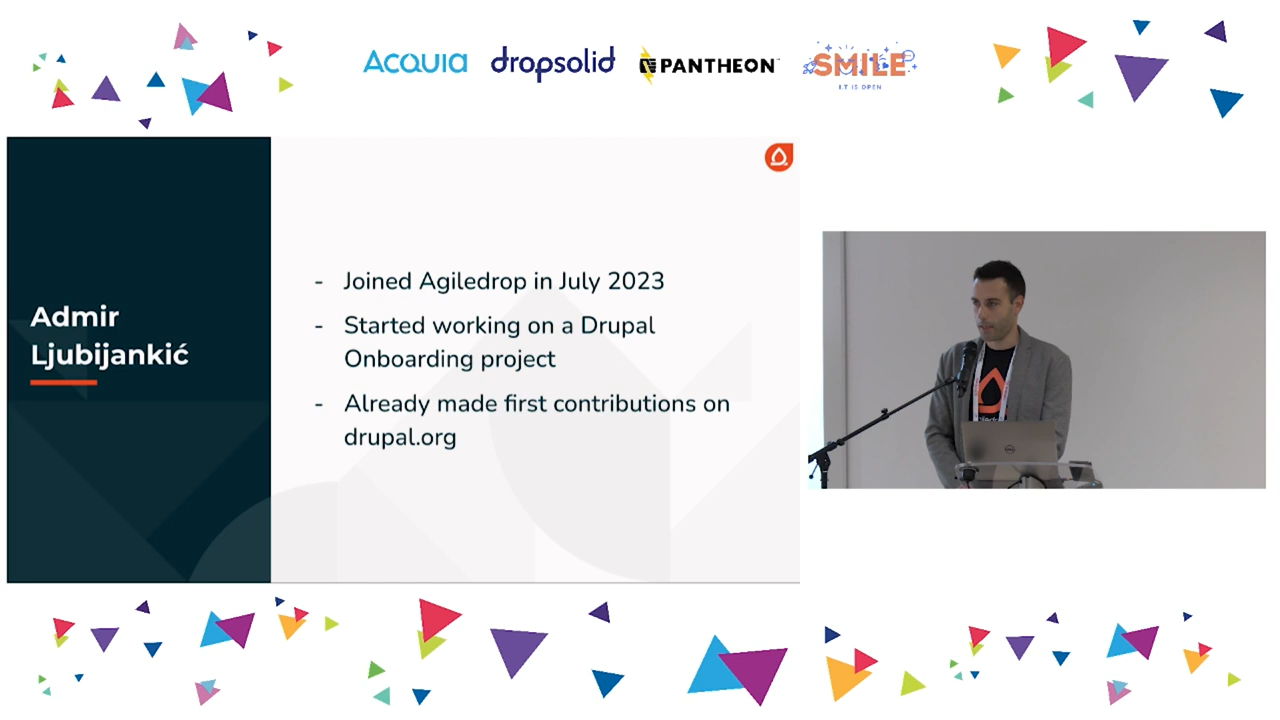 ACQUIA
dropsolid
PANTHEON
SMILE
I.T IS OPEN
Admir
Ljubijankić
- Joined Agiledrop in July 2023
- Started working on a Drupal
Onboarding project
- Already made first contributions on
drupal.org
DELL